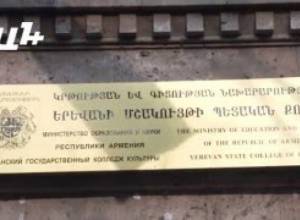 ԿՐԹՈՒԹՅԱՆ ԵՎ ԳԻՏՈՒԹՅԱՆ ՆԱԽԱՐԱՐՈՒԹ
ԵՐԵՎԱՆԻ ՄՇԱԿՈՒՅԹԻ ՊԵՏԱԿԱՆ ՔՈ
МИНИСТЕРСТВО ОБРАЗОВАНИЯ И НАУКИ
РЕСПУБЛИКИ АРМЕНИЯ
АНСКИЙ ГОСУДАРСТВЕННЫЙ КОЛЛЕДЖ КУЛЬТУРЫ
THE MINISTRY OF EDUCATION AND
OF THE REPUBLIC OF ARME
YEREVAN STATE COLLEGE OF